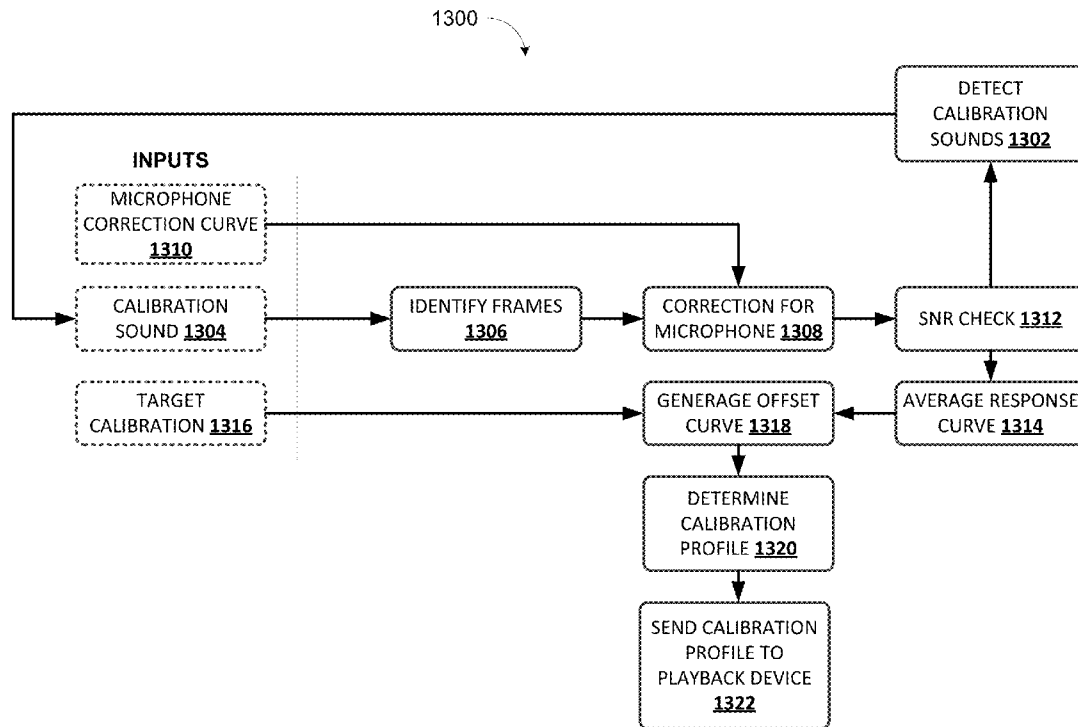 1300
DETECT
CALIBRATION
SOUNDS 1302
INPUTS
MICROPHONE
CORRECTION CURVE
1310
CALIBRATION
SOUND 1304
IDENTIFY FRAMES
1306
CORRECTION FOR
MICROPHONE 1308
SNR CHECK 1312
TARGET
CALIBRATION 1316
GENERAGE OFFSET
CURVE 1318
AVERAGE RESPONSE
CURVE 1314
DETERMINE
CALIBRATION
PROFILE 1320
SEND CALIBRATION
PROFILE TO
PLAYBACK DEVICE
1322